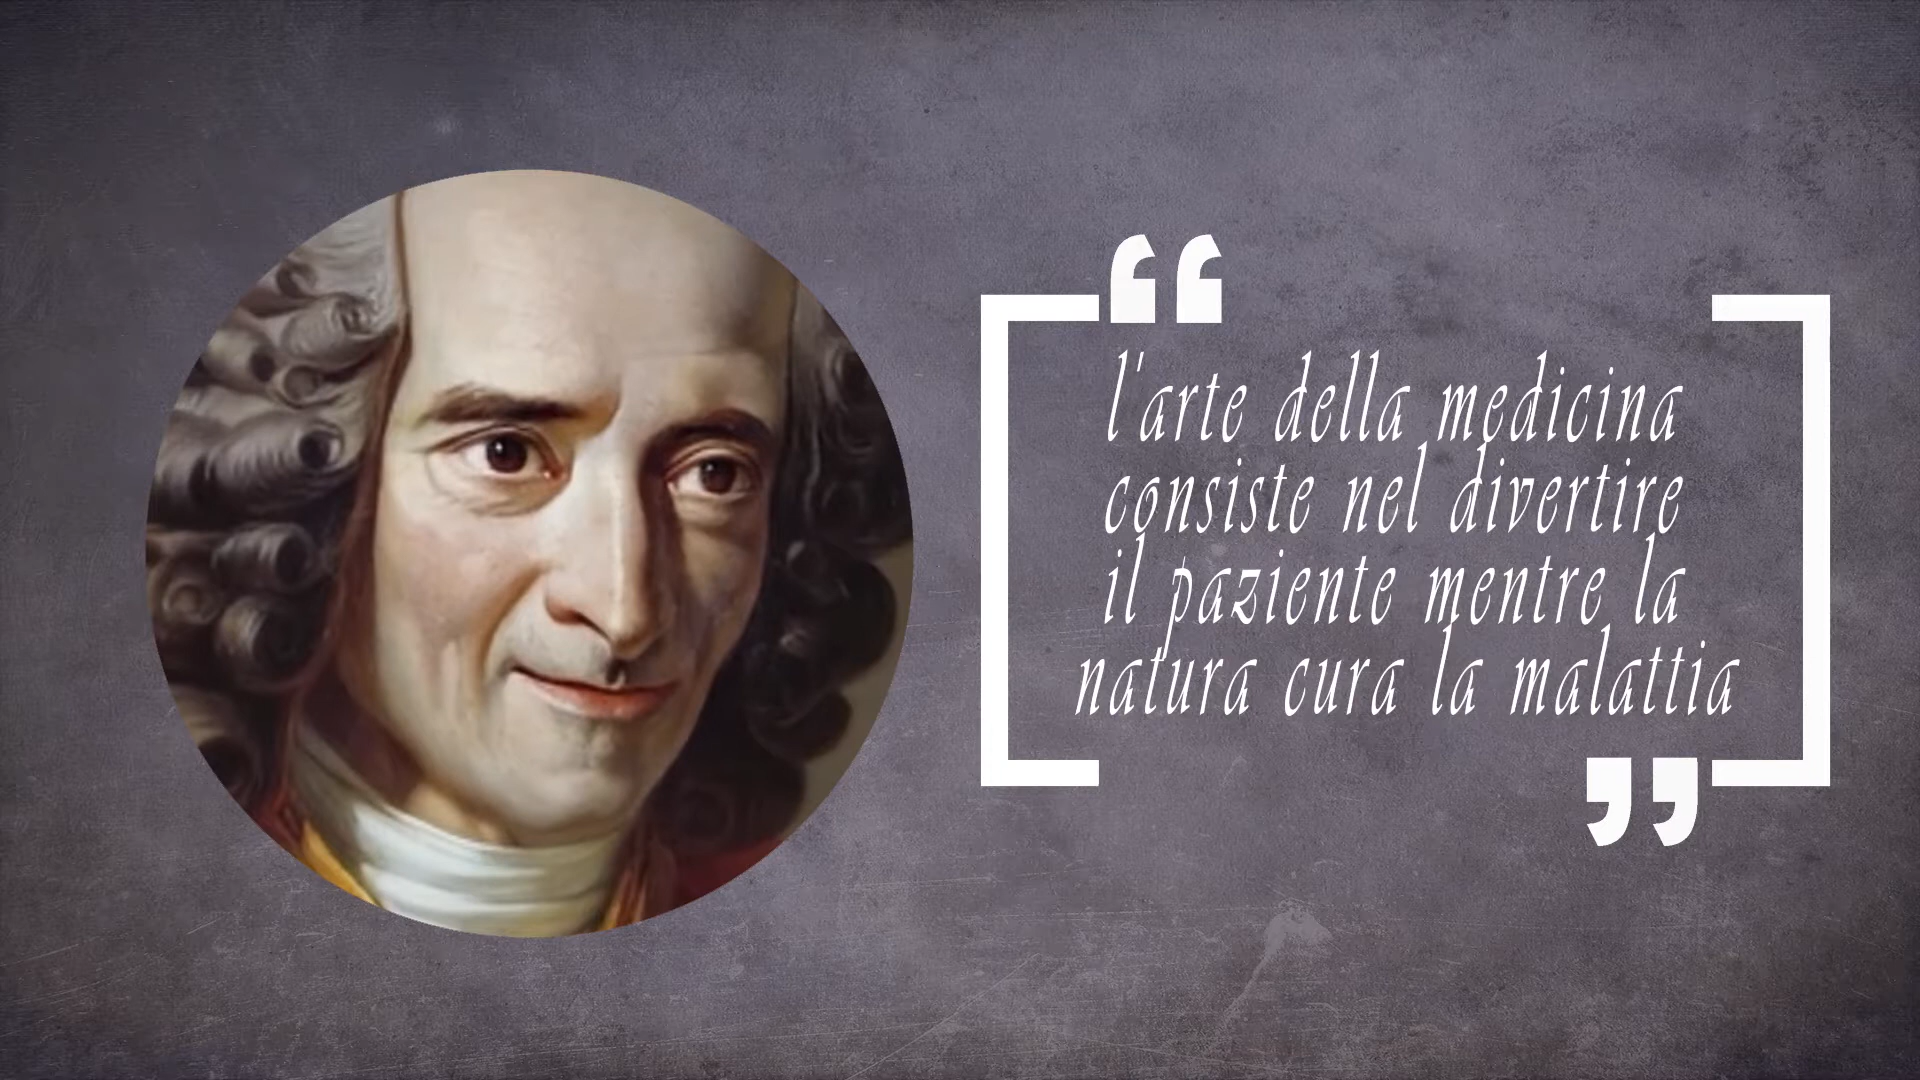 “
l'arte della medicina
consiste nel divertire
il paziente mentre la
natura cura la malattia
”